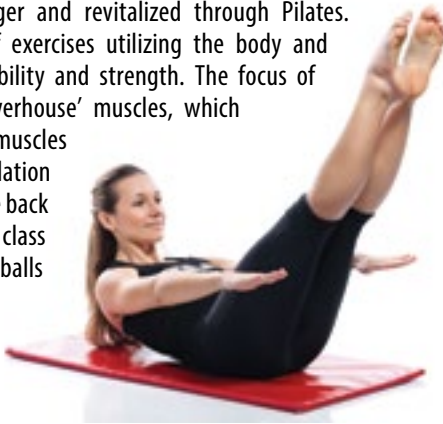 ger and revitalized through Pilates.
f exercises utilizing the body and
bility and strength. The focus of
verhouse’ muscles, which
muscles
lation
back
class
balls